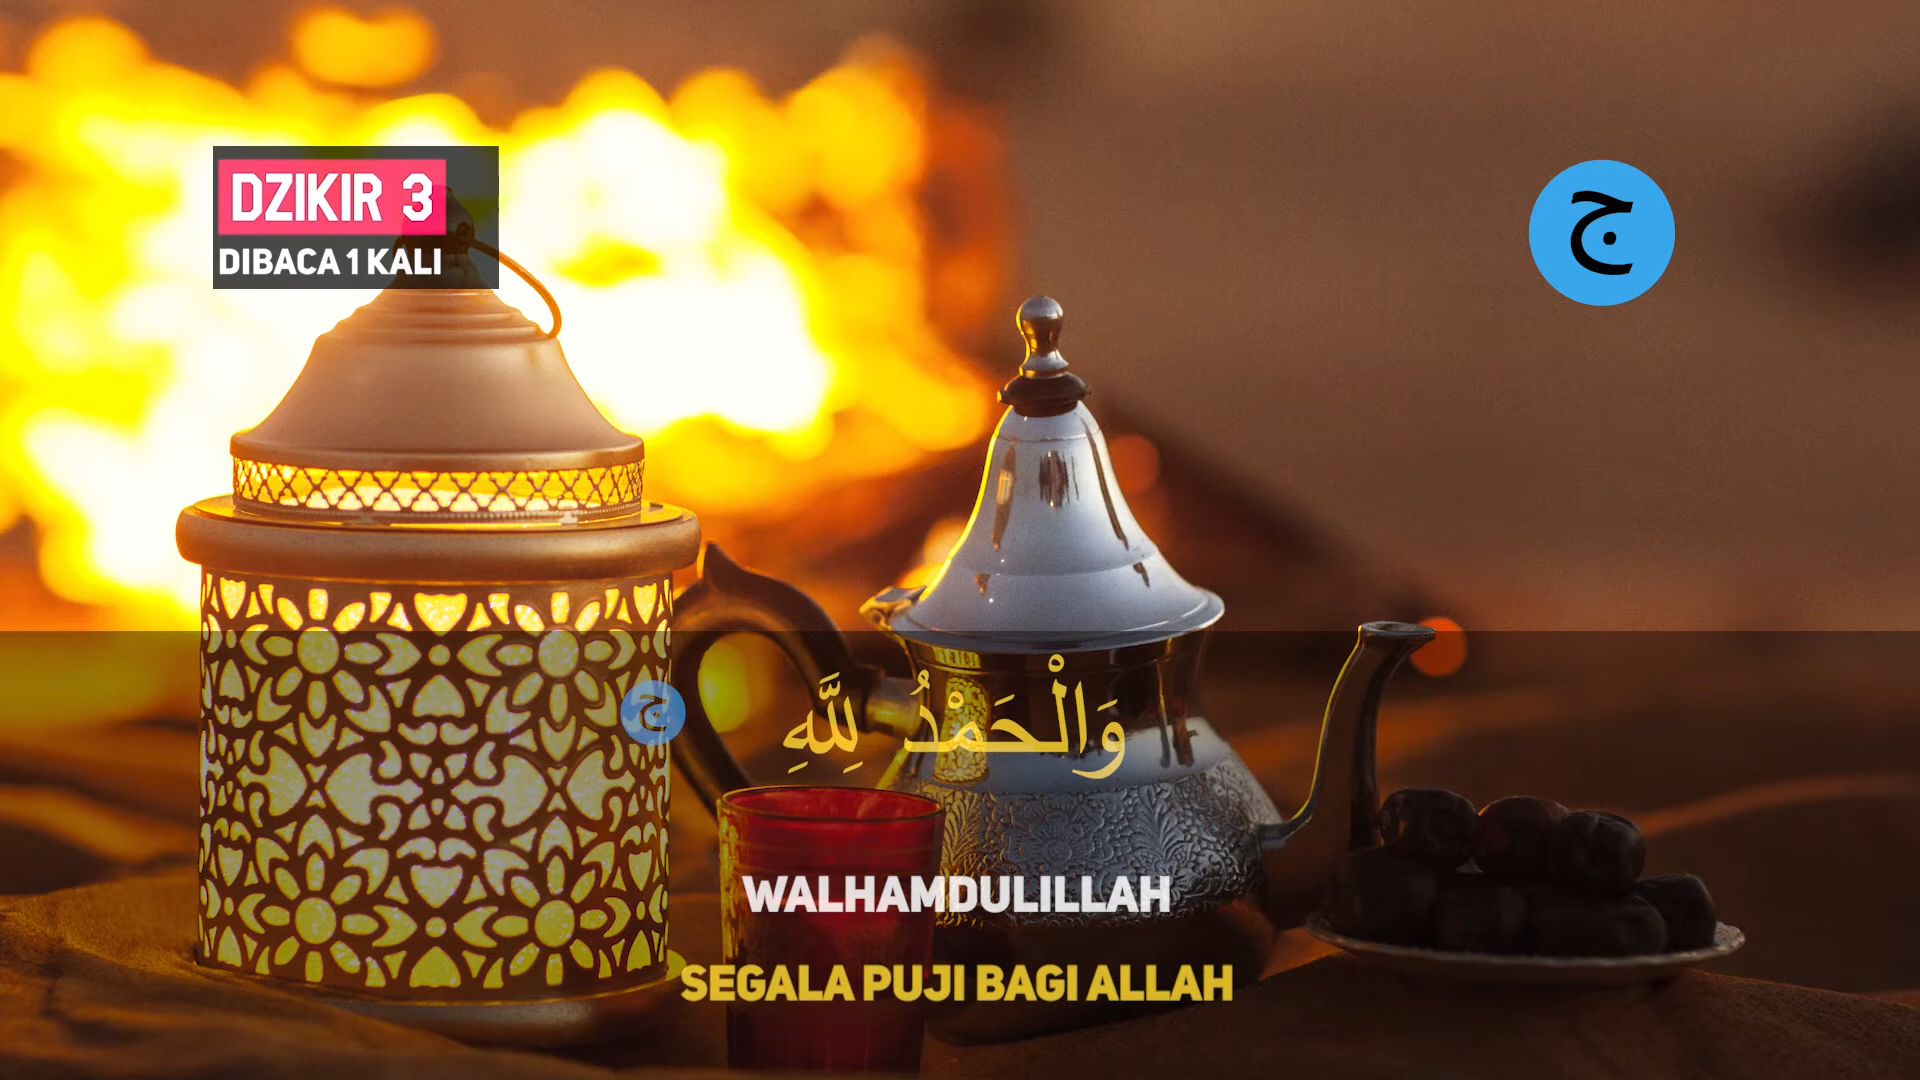 DZIKIR 3
DIBACA 1 KALI
ج
ج
وَالْحَمْدُ لِلَّهِ
WALHAMDULILLAH
SEGALA PUJI BAGI ALLAH